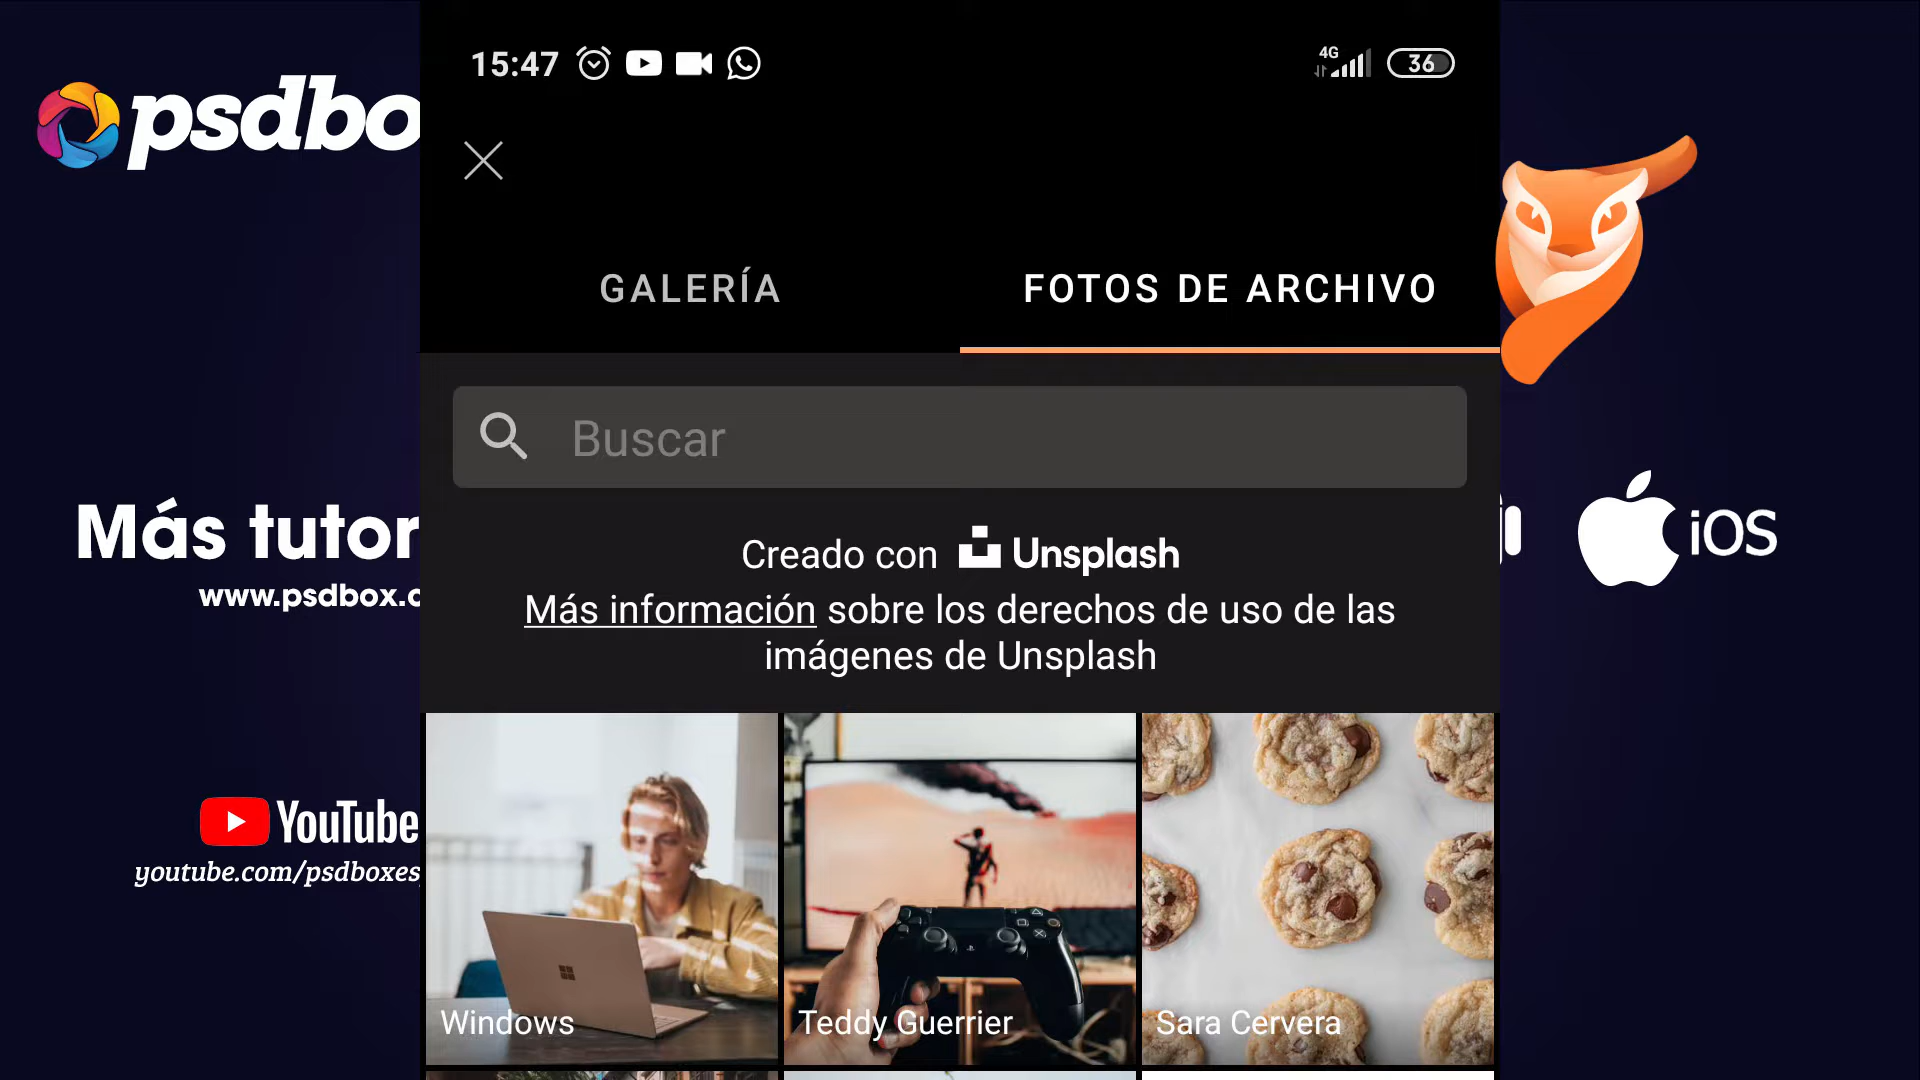 15:47
4G
36
psdbo
GALERÍA
FOTOS DE ARCHIVO
Buscar
Más tutor
iOS
www.psdbox.c
Creado con Unsplash
Más información sobre los derechos de uso de las
imágenes de Unsplash
YouTube
youtube.com/psdboxes
Windows
Teddy Guerrier
Sara Cervera